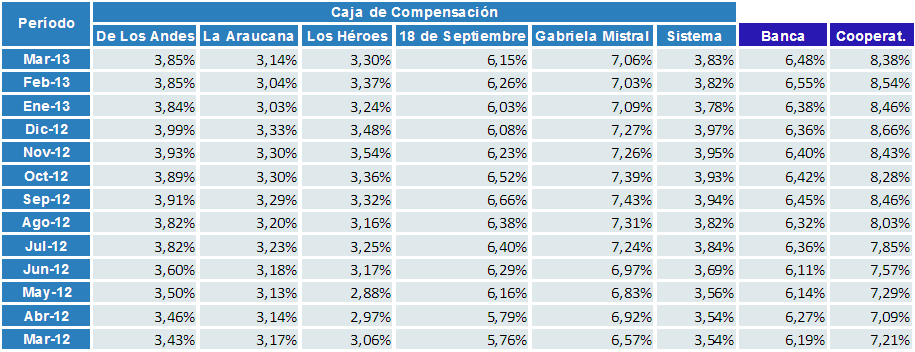 Período Caja de Compensación
De Los Andes La Araucana Los Héroes 18 de Septiembre Gabriela Mistral Sistema Banca Cooperat.
Mar-13 3,85% 3,14% 3,30% 6,15% 7,06% 3,83% 6,48% 8,38%
Feb-13 3,85% 3,04% 3,37% 6,26% 7,03% 3,82% 6,55% 8,54%
Ene-13 3,84% 3,03% 3,24% 6,03% 7,09% 3,78% 6,38% 8,46%
Dic-12 3,99% 3,33% 3,48% 6,08% 7,27% 3,97% 6,36% 8,66%
Nov-12 3,93% 3,30% 3,54% 6,23% 7,26% 3,95% 6,40% 8,43%
Oct-12 3,89% 3,30% 3,36% 6,52% 7,39% 3,93% 6,42% 8,28%
Sep-12 3,91% 3,29% 3,32% 6,66% 7,43% 3,94% 6,45% 8,46%
Ago-12 3,82% 3,20% 3,16% 6,38% 7,31% 3,82% 6,32% 8,03%
Jul-12 3,82% 3,23% 3,25% 6,40% 7,24% 3,84% 6,36% 7,85%
Jun-12 3,60% 3,18% 3,17% 6,29% 6,97% 3,69% 6,11% 7,57%
May-12 3,50% 3,13% 2,88% 6,16% 6,83% 3,56% 6,14% 7,29%
Abr-12 3,46% 3,14% 2,97% 5,79% 6,92% 3,54% 6,27% 7,09%
Mar-12 3,43% 3,17% 3,06% 5,76% 6,57% 3,54% 6,19% 7,21%